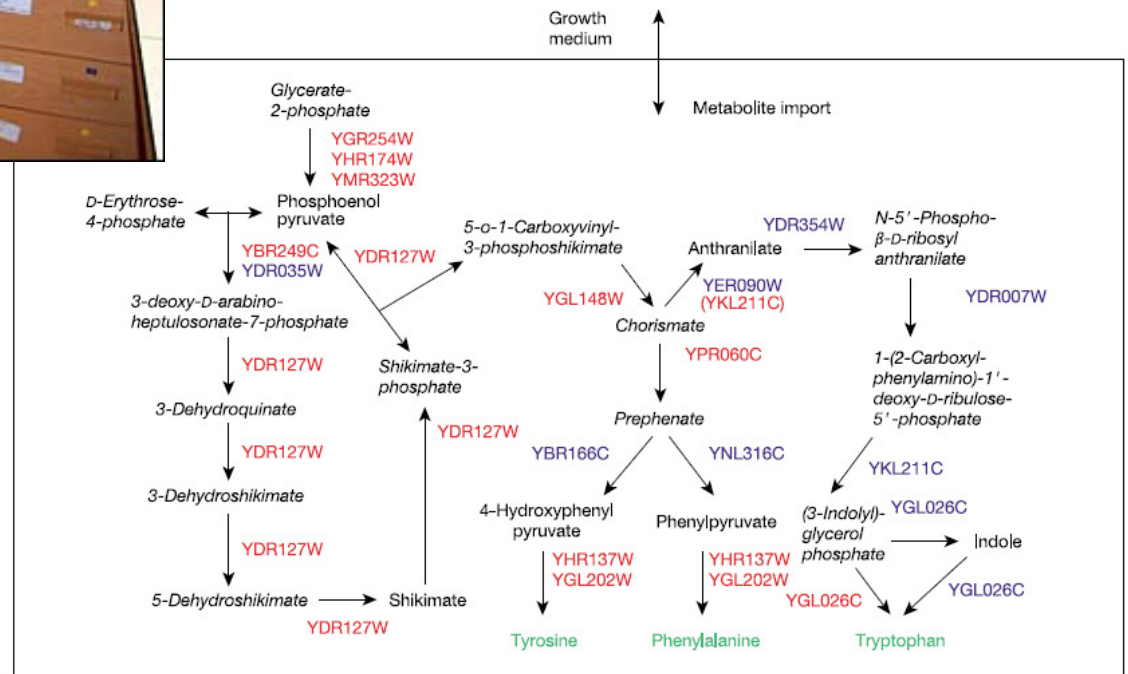 Growth
medium
Metabolite import
Glycerate-
2-phosphate
YGR254W
YHR174W
YMR323W
D-Erythrose-
4-phosphate
Phosphoenol
pyruvate
YBR249C
YDR035W
YDR127W
5-o-1-Carboxyvinyl-
3-phosphoshikimate
YGL148W
Anthranilate
YDR354W
N-5'-Phospho-
β-D-ribosyl
anthranilate
YER090W
(YKL211C)
YDR007W
3-deoxy-D-arabino-
heptulosonate-7-phosphate
Chorismate
YPR060C
YDR127W
Shikimate-3-
phosphate
1-(2-Carboxyl-
phenylamino)-1'-
deoxy-D-ribulose-
5'-phosphate
3-Dehydroquinate
YDR127W
Prephenate
YDR127W
YBR166C
YNL316C
YKL211C
3-Dehydroshikimate
4-Hydroxyphenyl
pyruvate
Phenylpyruvate
(3-Indolyl)-
glycerol
phosphate
YGL026C
Indole
YDR127W
YHR137W
YGL202W
YHR137W
YGL202W
YGL026C
YGL026C
5-Dehydroshikimate
Shikimate
YDR127W
Tyrosine
Phenylalanine
Tryptophan